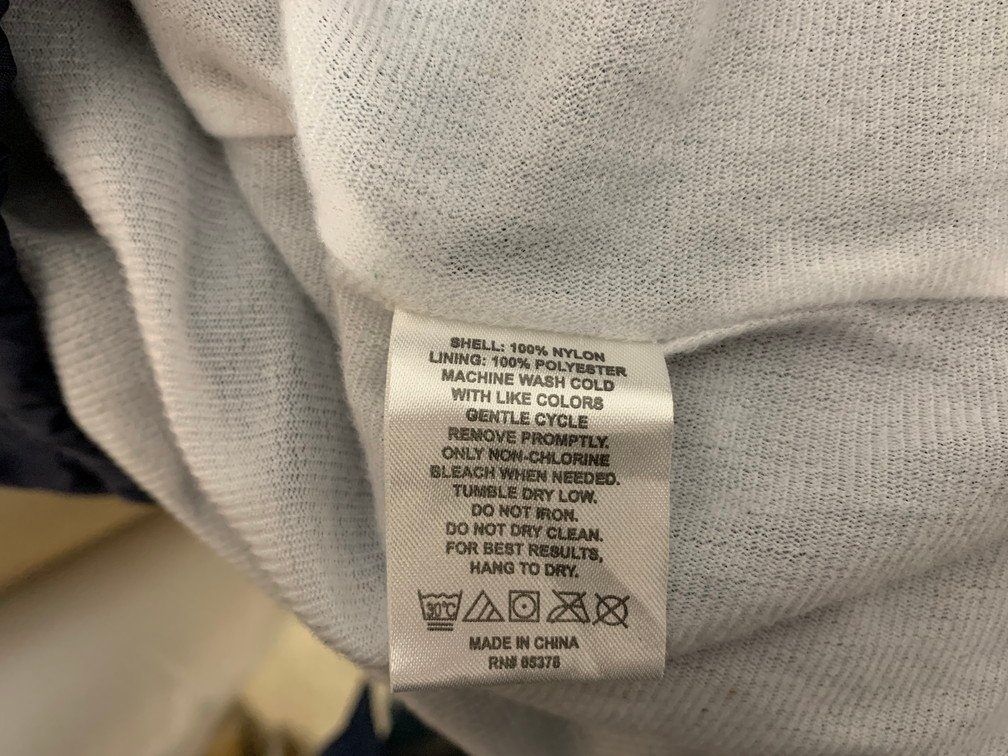 SHELL: 100% NYLON
LINING: 100% POLYESTER
MACHINE WASH COLD
WITH LIKE COLORS
GENTLE CYCLE
REMOVE PROMPTLY.
ONLY NON-CHLORINE
BLEACH WHEN NEEDED.
TUMBLE DRY LOW.
DO NOT IRON.
DO NOT DRY CLEAN.
FOR BEST RESULTS,
HANG TO DRY.
30°C
MADE IN CHINA
RN#